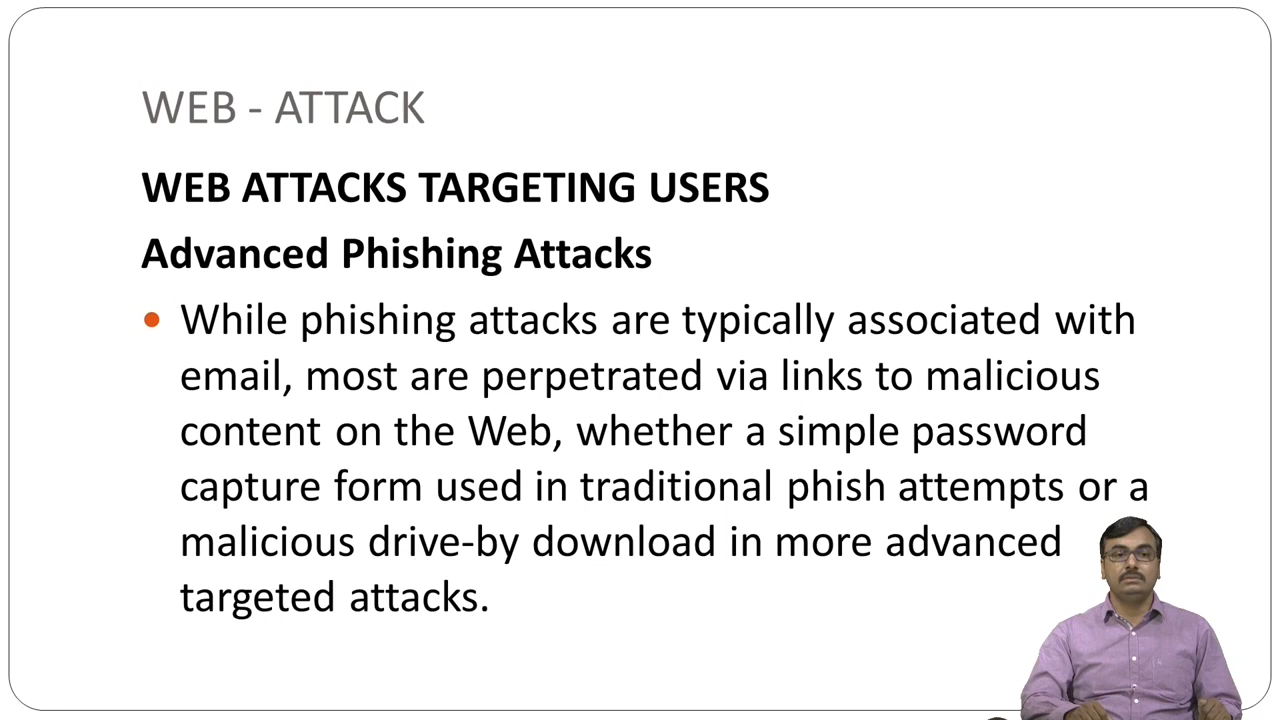 WEB - ATTACK
WEB ATTACKS TARGETING USERS
Advanced Phishing Attacks
• While phishing attacks are typically associated with
email, most are perpetrated via links to malicious
content on the Web, whether a simple password
capture form used in traditional phish attempts or a
malicious drive-by download in more advanced
targeted attacks.